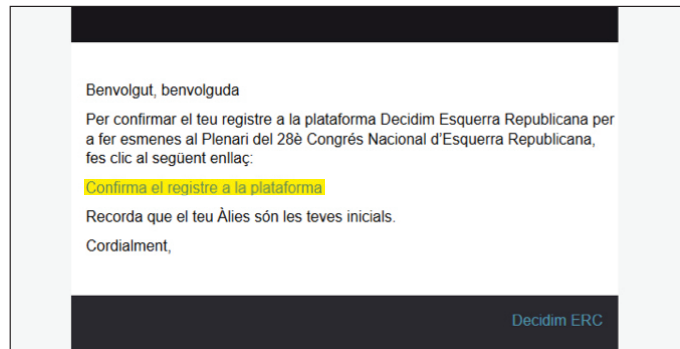 Benvolgut, benvolguda
Per confirmar el teu registre a la plataforma Decidim Esquerra Republicana per
a fer esmenes al Plenari del 28è Congrés Nacional d'Esquerra Republicana,
fes clic al següent enllaç:
Confirma el registre a la plataforma
Recorda que el teu Àlies són les teves inicials.
Cordialment,
Decidim ERC